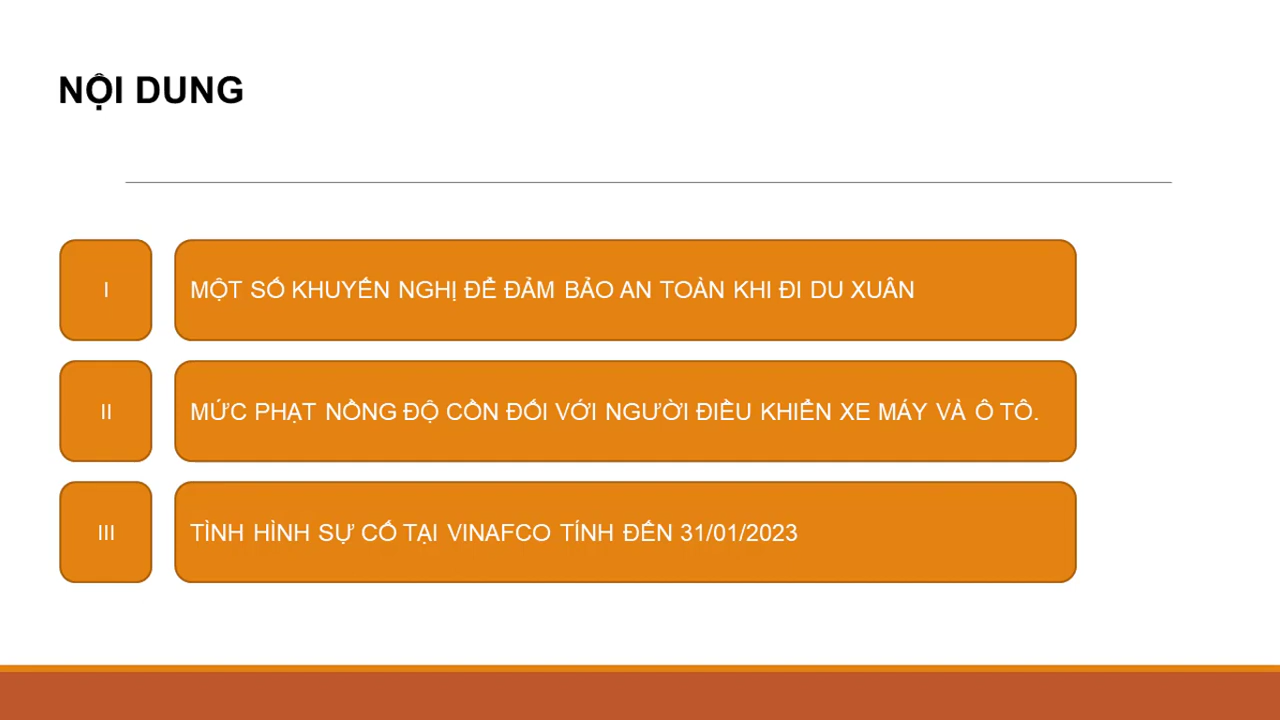 NỘI DUNG
I
MỘT SỐ KHUYẾN NGHỊ ĐỂ ĐẢM BẢO AN TOÀN KHI ĐI DU XUÂN
II
MỨC PHẠT NỒNG ĐỘ CỒN ĐỐI VỚI NGƯỜI ĐIỀU KHIỂN XE MÁY VÀ Ô TÔ.
III
TÌNH HÌNH SỰ CỐ TẠI VINAFCO TÍNH ĐẾN 31/01/2023